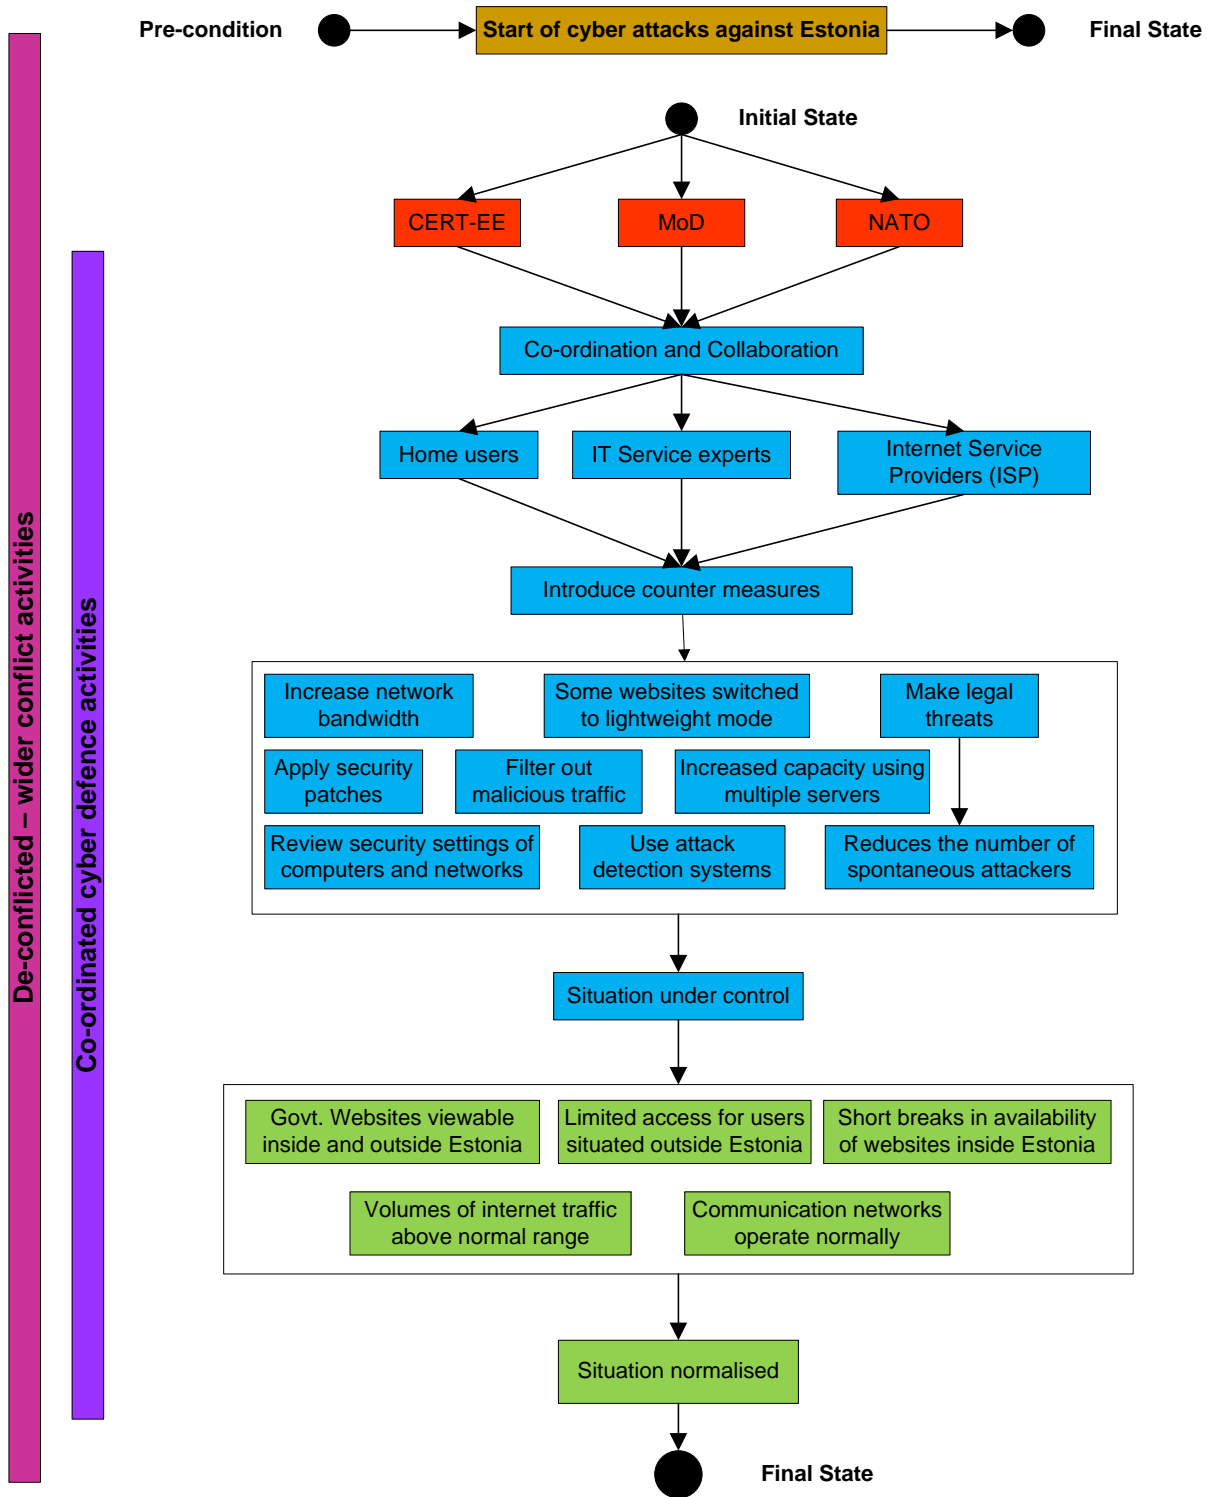 Pre-condition
Start of cyber attacks against Estonia
Final State
Initial State
CERT-EE
MoD
NATO
Co-ordination and Collaboration
Home users
IT Service experts
Internet Service
Providers (ISP)
Introduce counter measures
Increase network
bandwidth
Some websites switched
to lightweight mode
Make legal
threats
Apply security
patches
Filter out
malicious traffic
Increased capacity using
multiple servers
Review security settings of
computers and networks
Use attack
detection systems
Reduces the number of
spontaneous attackers
Situation under control
Govt. Websites viewable
inside and outside Estonia
Limited access for users
situated outside Estonia
Short breaks in availability
of websites inside Estonia
Volumes of internet traffic
above normal range
Communication networks
operate normally
Situation normalised
Final State
De-conflicted – wider conflict activities
Co-ordinated cyber defence activities